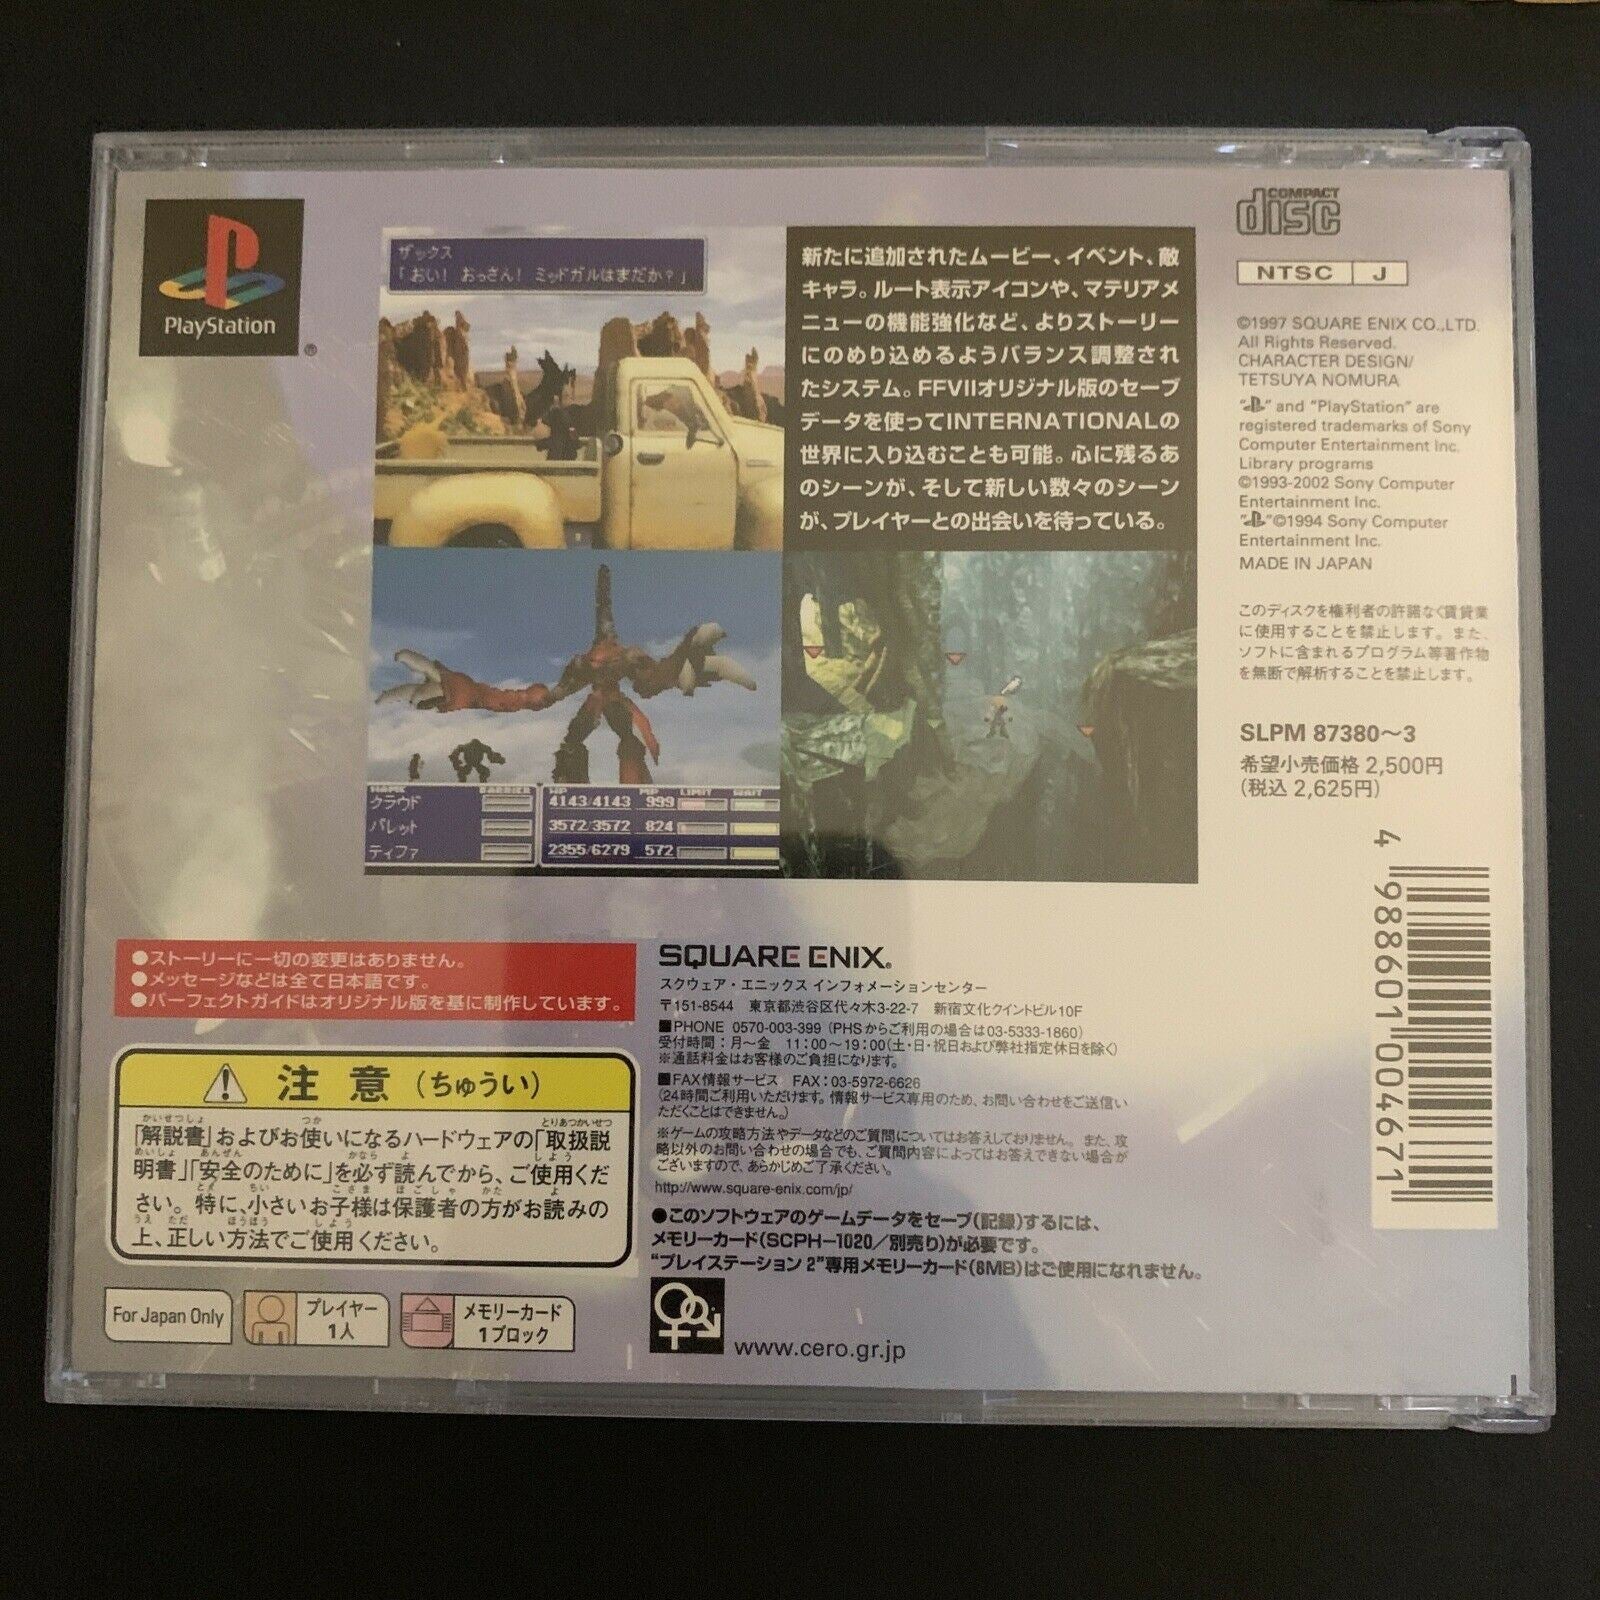 PlayStation
®
ザックス
「おい！ おっさん！ ミッドガルはまだか？」
新たに追加されたムービー、イベント、敵
キャラ。ルート表示アイコンや、マテリアメ
ニューの機能強化など、よりストーリー
にのめり込めるようバランス調整され
たシステム。FFVIIオリジナル版のセーブ
データを使ってINTERNATIONALの
世界に入り込むことも可能。心に残るあ
のシーンが、そして新しい数々のシーン
が、プレイヤーとの出会いを待っている。
NAME BARRIER HP MP LIMIT WAIT
クラウド 4143/4143 999
バレット 3572/3572 824
ティファ 2355/6279 572
COMPACT
disc
NTSC J
©1997 SQUARE ENIX CO.,LTD.
All Rights Reserved.
CHARACTER DESIGN/
TETSUYA NOMURA
" " and "PlayStation" are
registered trademarks of Sony
Computer Entertainment Inc.
Library programs
©1993-2002 Sony Computer
Entertainment Inc.
" "©1994 Sony Computer
Entertainment Inc.
MADE IN JAPAN
このディスクを権利者の許諾なく賃貸業
に使用することを禁止します。また、
ソフトに含まれるプログラム等著作物
を無断で解析することを禁止します。
SLPM 87380～3
希望小売価格 2,500円
(税込 2,625円)
4 988601 004671
●ストーリーに一切の変更はありません。
●メッセージなどは全て日本語です。
●パーフェクトガイドはオリジナル版を基に制作しています。
注 意 (ちゅうい)
「解説書」およびお使いになるハードウェアの「取扱説
明書」「安全のために」を必ず読んでから、ご使用くだ
さい。特に、小さいお子様は保護者の方がお読みの
上、正しい方法でご使用ください。
For Japan Only
プレイヤー
1人
メモリーカード
1ブロック
SQUARE ENIX®
スクウェア・エニックス インフォメーションセンター
〒151-8544 東京都渋谷区代々木3-22-7 新宿文化クイントビル10F
■PHONE 0570-003-399 (PHSからご利用の場合は03-5333-1860)
受付時間：月～金 11:00～19:00(土・日・祝日および弊社指定休日を除く)
※通話料金はお客様のご負担になります。
■FAX情報サービス FAX：03-5972-6626
(24時間ご利用いただけます。情報サービス専用のため、お問い合わせをご送信い
ただくことはできません。)
※ゲームの攻略方法やデータなどのご質問についてはお答えしておりません。また、攻
略以外のお問い合わせの場合でも、ご質問内容によってはお答えできない場合が
ございますので、あらかじめご了承ください。
http://www.square-enix.com/jp/
●このソフトウェアのゲームデータをセーブ(記録)するには、
メモリーカード(SCPH-1020／別売り)が必要です。
"プレイステーション 2"専用メモリーカード(8MB)はご使用になれません。
www.cero.gr.jp